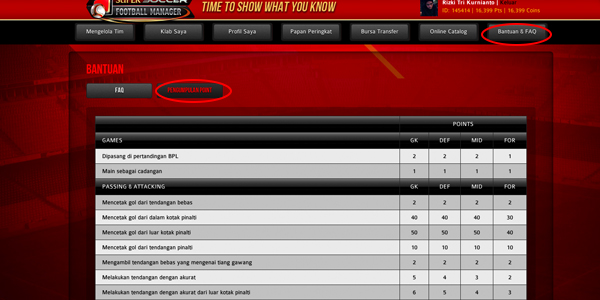 SUPER SOCCER
FOOTBALL MANAGER
TIME TO SHOW WHAT YOU KNOW
Rizki Tri Kurnianto |
ID: 145414 | 16,399 Pts | 16,399 Coins
Mengelola Tim
Klab Saya
Profil Saya
Papan Peringkat
Bursa Transfer
Online Catalog
Bantuan & FAQ
BANTUAN
FAQ
PENGUMPULAN POINT
POINTS
GAMES GK DEF MID FOR
Dipasang di pertandingan BPL 2 2 2 1
Main sebagai cadangan 1 1 1 1
PASSING & ATTACKING GK DEF MID FOR
Mencetak gol dari tendangan bebas 2 2 2 2
Mencetak gol dari dalam kotak pinalti 40 40 40 30
Mencetak gol dari luar kotak pinalti 50 50 50 40
Mencetak gol dari tendangan pinalti 10 10 10 10
Mengambil tendangan bebas yang mengenai tiang gawang 2 2 2 2
Melakukan tendangan dengan akurat 5 4 3 2
Melakukan tendangan dengan akurat dari luar kotak pinalti 6 5 4 3